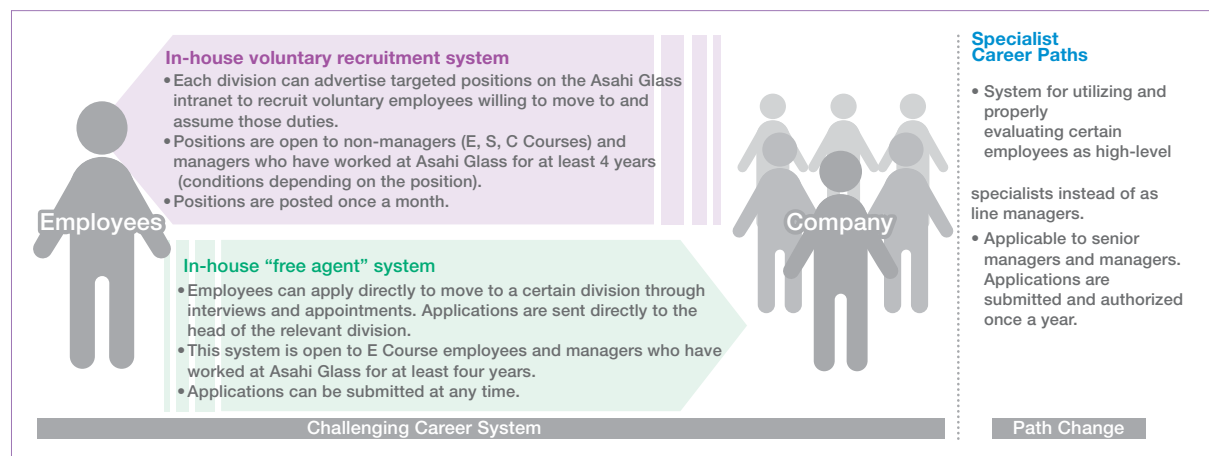 In-house voluntary recruitment system
•Each division can advertise targeted positions on the Asahi Glass
intranet to recruit voluntary employees willing to move to and
assume those duties.
•Positions are open to non-managers (E, S, C Courses) and
managers who have worked at Asahi Glass for at least 4 years
(conditions depending on the position).
•Positions are posted once a month.
Employees
In-house “free agent” system
•Employees can apply directly to move to a certain division through
interviews and appointments. Applications are sent directly to the
head of the relevant division.
•This system is open to E Course employees and managers who have
worked at Asahi Glass for at least four years.
•Applications can be submitted at any time.
Company
Challenging Career System
Specialist
Career Paths
• System for utilizing and
properly
evaluating certain
employees as high-level
specialists instead of as
line managers.
• Applicable to senior
managers and managers.
Applications are
submitted and authorized
once a year.
Path Change